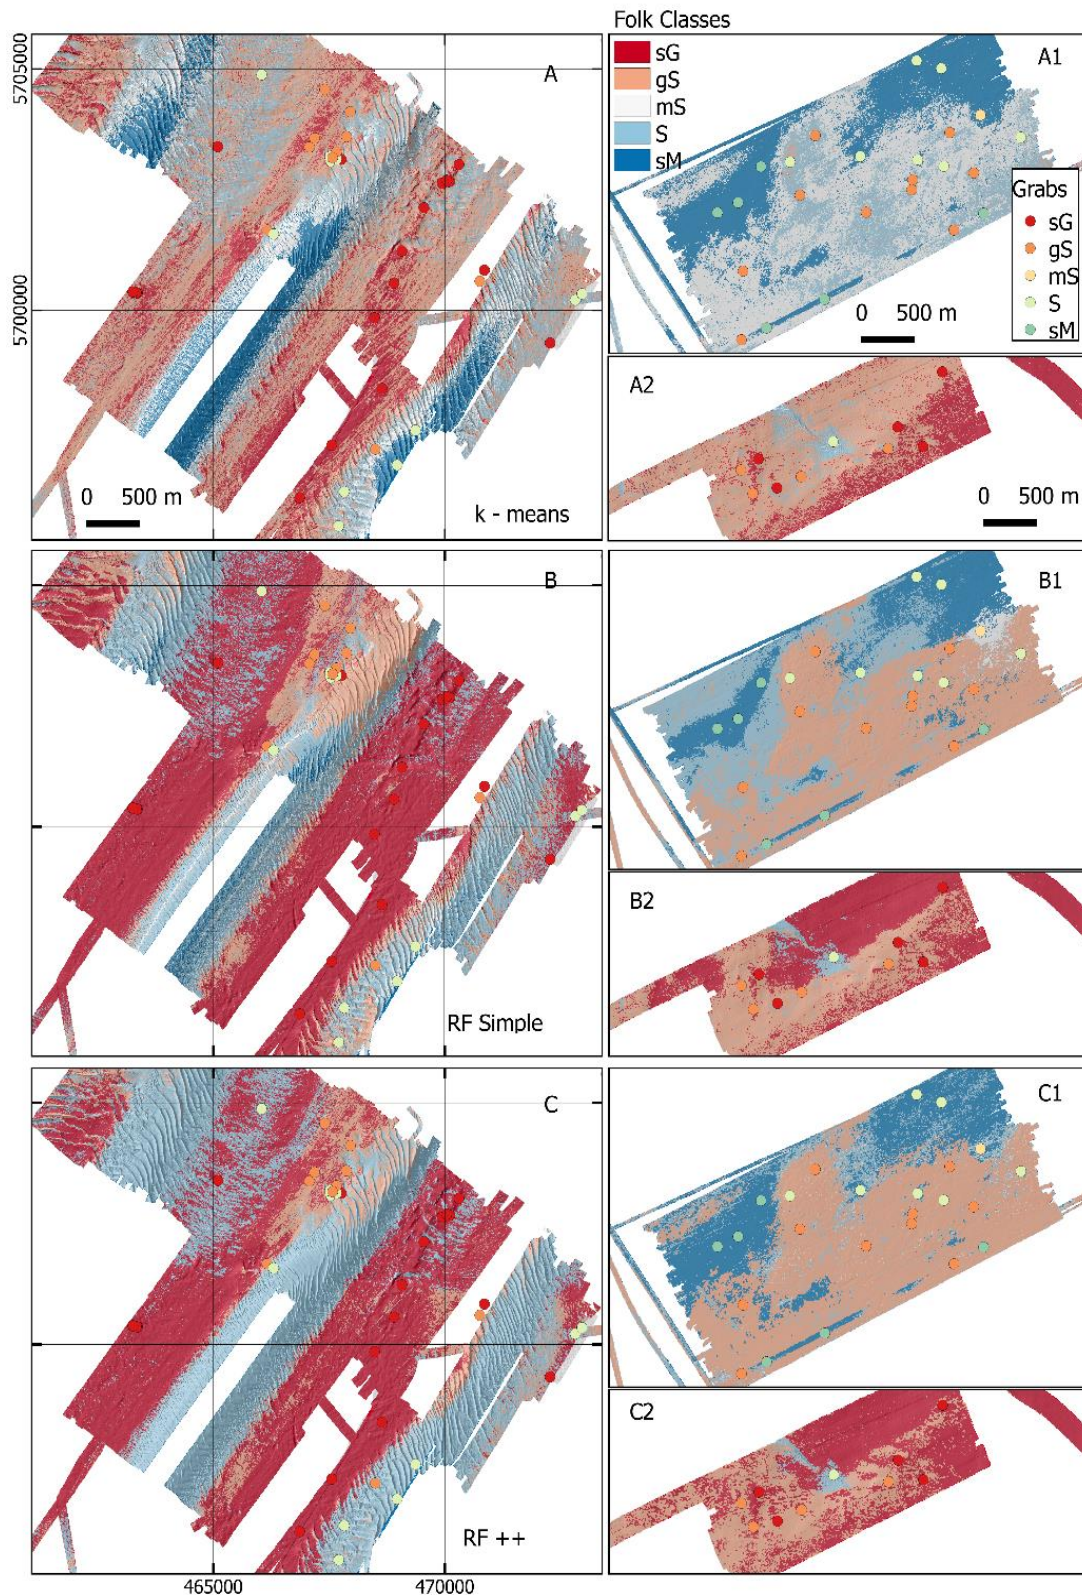 Folk Classes
sG
gS
mS
S
sM
A
5705000
5700000
0 500 m
k - means
A1
Grabs
sG
gS
mS
S
sM
0 500 m
A2
0 500 m
B
RF Simple
B1
B2
C
RF ++
465000
470000
C1
C2